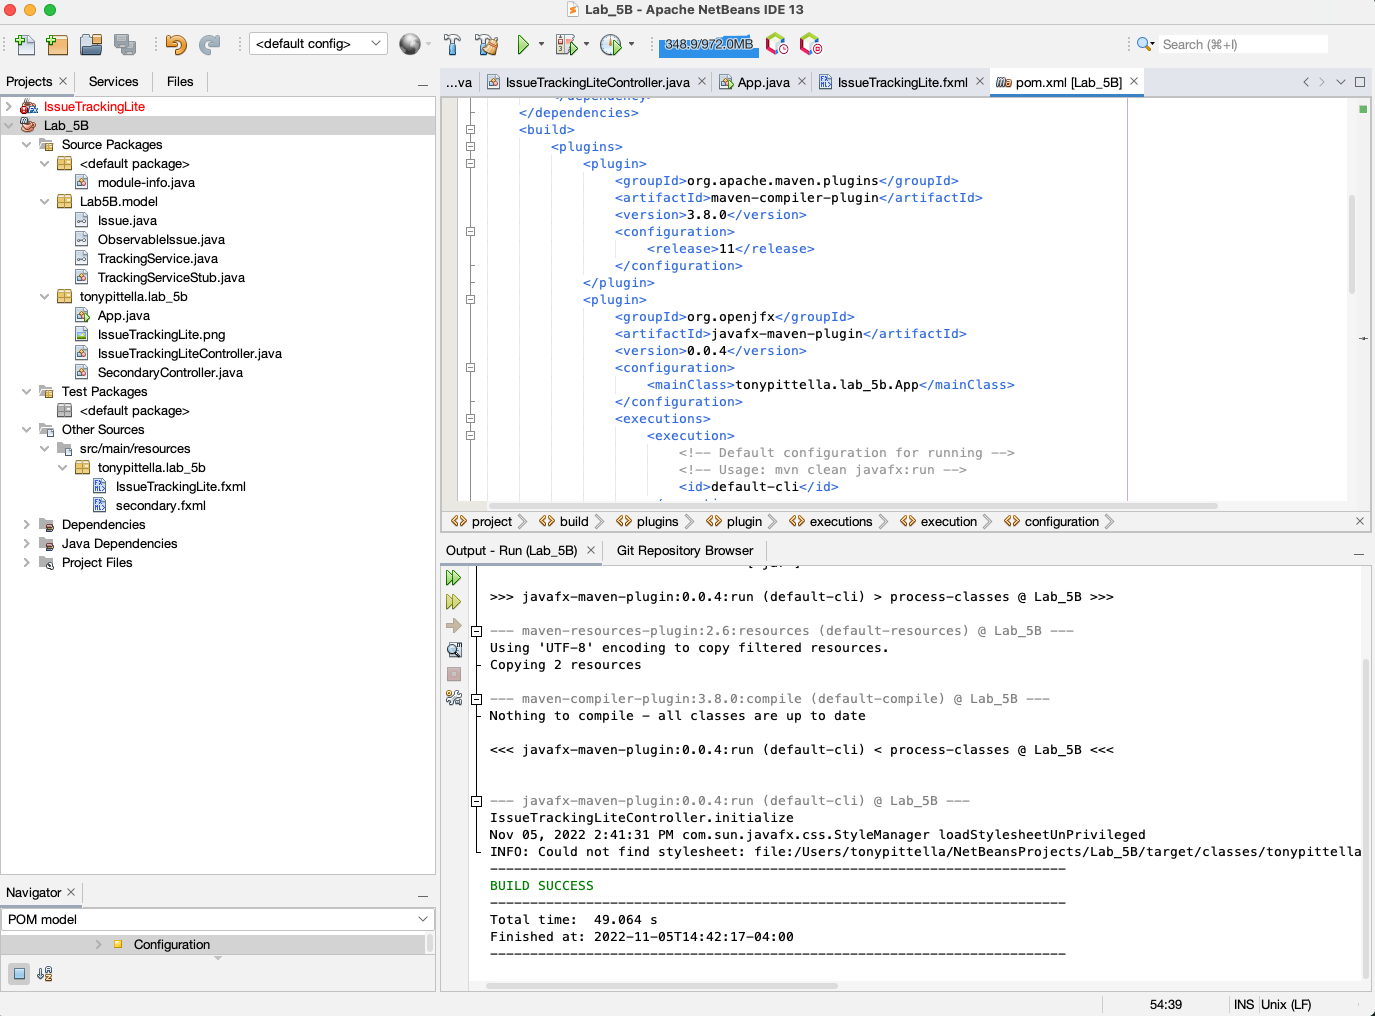 Lab_5B - Apache NetBeans IDE 13
<default config>
348.9/972.0MB
Search (⌘+I)
Projects
Services
Files
...va
IssueTrackingLiteController.java
App.java
IssueTrackingLite.fxml
pom.xml [Lab_5B]
IssueTrackingLite
Lab_5B
Source Packages
<default package>
module-info.java
Lab5B.model
Issue.java
ObservableIssue.java
TrackingService.java
TrackingServiceStub.java
tonypittella.lab_5b
App.java
IssueTrackingLite.png
IssueTrackingLiteController.java
SecondaryController.java
Test Packages
<default package>
Other Sources
src/main/resources
tonypittella.lab_5b
IssueTrackingLite.fxml
secondary.fxml
Dependencies
Java Dependencies
Project Files
</dependency>
</dependencies>
<build>
<plugins>
<plugin>
<groupId>org.apache.maven.plugins</groupId>
<artifactId>maven-compiler-plugin</artifactId>
<version>3.8.0</version>
<configuration>
<release>11</release>
</configuration>
</plugin>
<plugin>
<groupId>org.openjfx</groupId>
<artifactId>javafx-maven-plugin</artifactId>
<version>0.0.4</version>
<configuration>
<mainClass>tonypittella.lab_5b.App</mainClass>
</configuration>
<executions>
<execution>
<!-- Default configuration for running -->
<!-- Usage: mvn clean javafx:run -->
<id>default-cli</id>
project build plugins plugin executions execution configuration
Output - Run (Lab_5B)
Git Repository Browser
>>> javafx-maven-plugin:0.0.4:run (default-cli) > process-classes @ Lab_5B >>>
--- maven-resources-plugin:2.6:resources (default-resources) @ Lab_5B ---
Using 'UTF-8' encoding to copy filtered resources.
Copying 2 resources
--- maven-compiler-plugin:3.8.0:compile (default-compile) @ Lab_5B ---
Nothing to compile - all classes are up to date
<<< javafx-maven-plugin:0.0.4:run (default-cli) < process-classes @ Lab_5B <<<
--- javafx-maven-plugin:0.0.4:run (default-cli) @ Lab_5B ---
IssueTrackingLiteController.initialize
Nov 05, 2022 2:41:31 PM com.sun.javafx.css.StyleManager loadStylesheetUnPrivileged
INFO: Could not find stylesheet: file:/Users/tonypittella/NetBeansProjects/Lab_5B/target/classes/tonypittella
------------------------------------------------------------------------
BUILD SUCCESS
------------------------------------------------------------------------
Total time:  49.064 s
Finished at: 2022-11-05T14:42:17-04:00
------------------------------------------------------------------------
Navigator
POM model
Configuration
54:39
INS
Unix (LF)